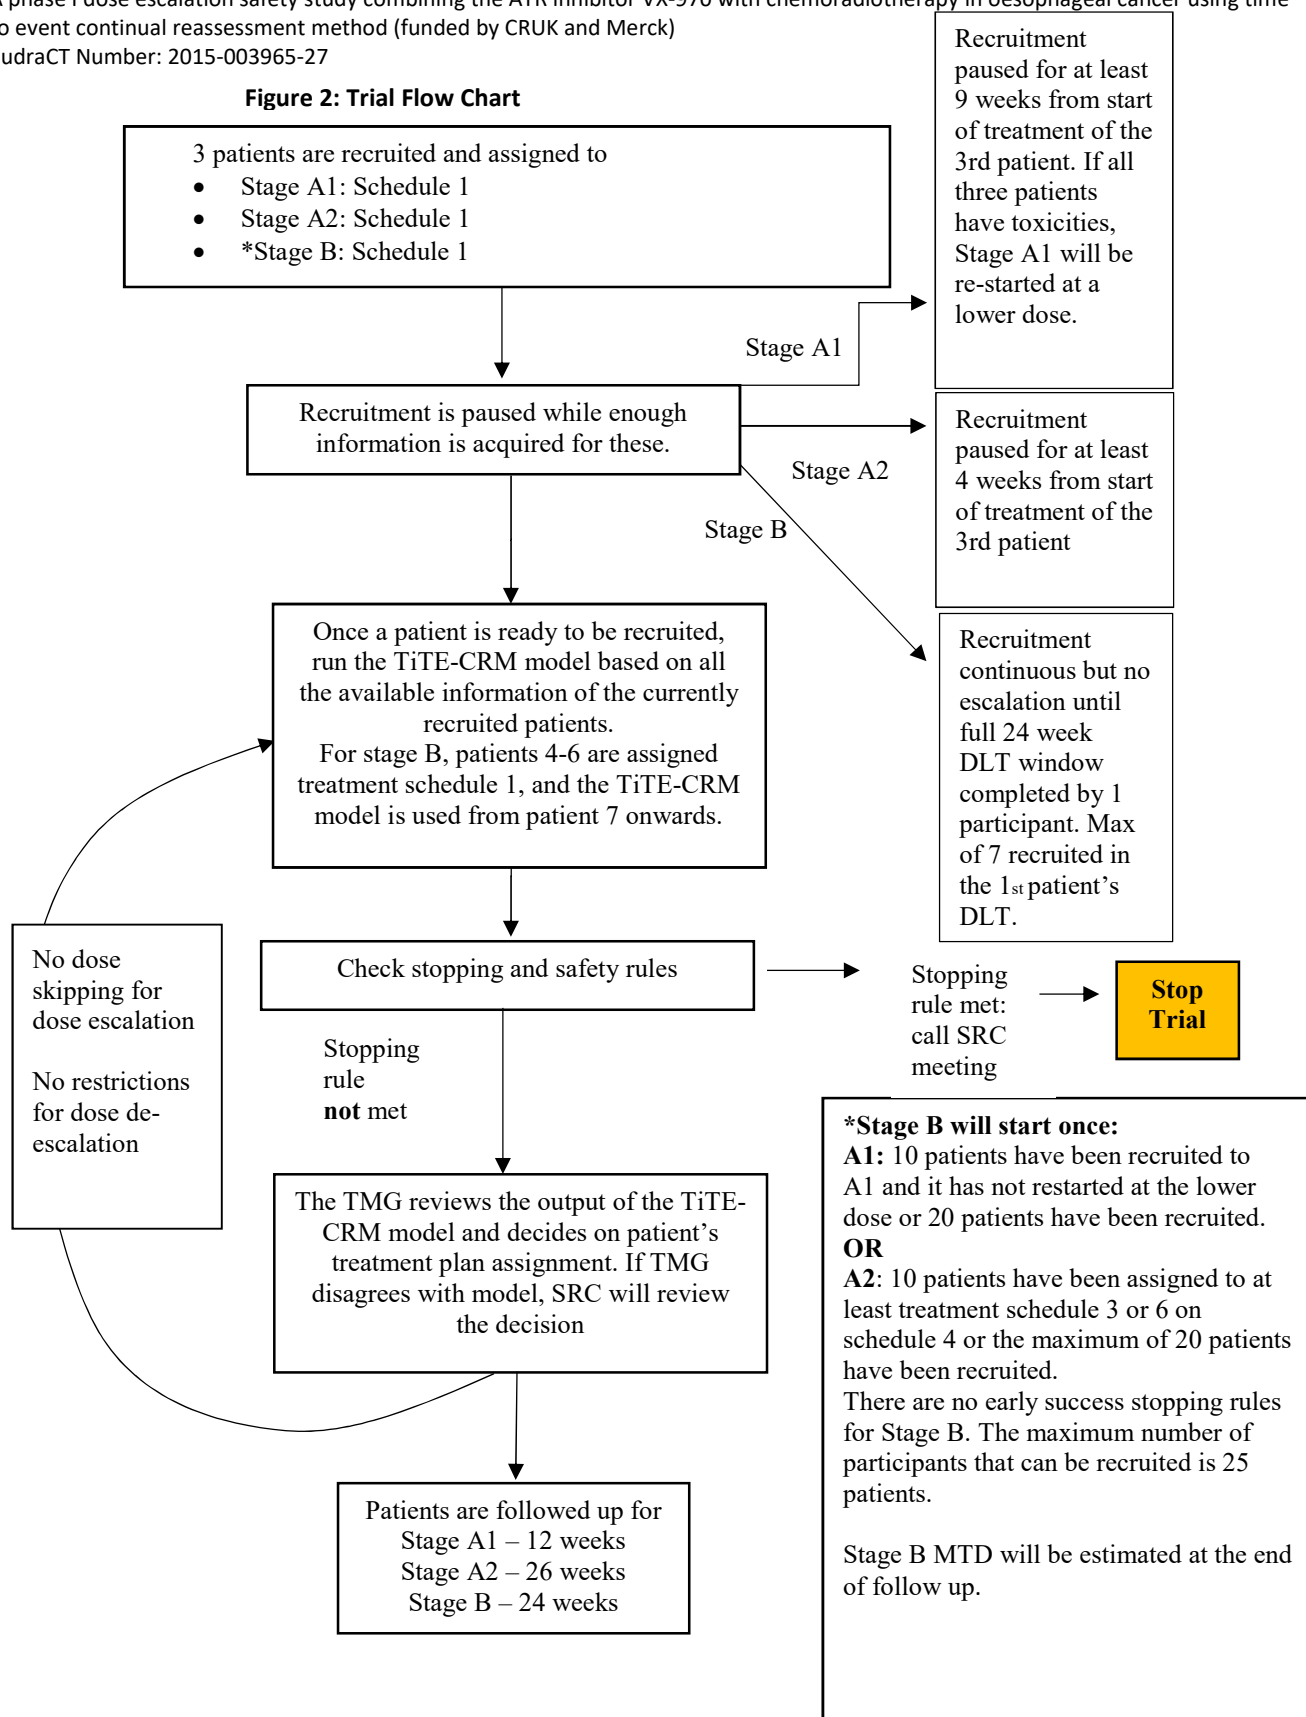 A phase I dose escalation safety study combining the ATR inhibitor VX-970 with chemoradiotherapy in oesophageal cancer using time
to event continual reassessment method (funded by CRUK and Merck)
udraCT Number: 2015-003965-27
Figure 2: Trial Flow Chart
3 patients are recruited and assigned to
• Stage A1: Schedule 1
• Stage A2: Schedule 1
• *Stage B: Schedule 1
Recruitment
paused for at least
9 weeks from start
of treatment of the
3rd patient. If all
three patients
have toxicities,
Stage A1 will be
re-started at a
lower dose.
Stage A1
Recruitment is paused while enough
information is acquired for these.
Stage A2
Recruitment
paused for at least
4 weeks from start
of treatment of the
3rd patient
Stage B
Recruitment
continuous but no
escalation until
full 24 week
DLT window
completed by 1
participant. Max
of 7 recruited in
the 1st patient's
DLT.
Once a patient is ready to be recruited,
run the TiTE-CRM model based on all
the available information of the currently
recruited patients.
For stage B, patients 4-6 are assigned
treatment schedule 1, and the TiTE-CRM
model is used from patient 7 onwards.
No dose
skipping for
dose escalation
No restrictions
for dose de-
escalation
Check stopping and safety rules
Stopping
rule met:
call SRC
meeting
Stop
Trial
Stopping
rule
not met
The TMG reviews the output of the TiTE-
CRM model and decides on patient's
treatment plan assignment. If TMG
disagrees with model, SRC will review
the decision
Patients are followed up for
Stage A1 – 12 weeks
Stage A2 – 26 weeks
Stage B – 24 weeks
*Stage B will start once:
A1: 10 patients have been recruited to
A1 and it has not restarted at the lower
dose or 20 patients have been recruited.
OR
A2: 10 patients have been assigned to at
least treatment schedule 3 or 6 on
schedule 4 or the maximum of 20 patients
have been recruited.
There are no early success stopping rules
for Stage B. The maximum number of
participants that can be recruited is 25
patients.
Stage B MTD will be estimated at the end
of follow up.